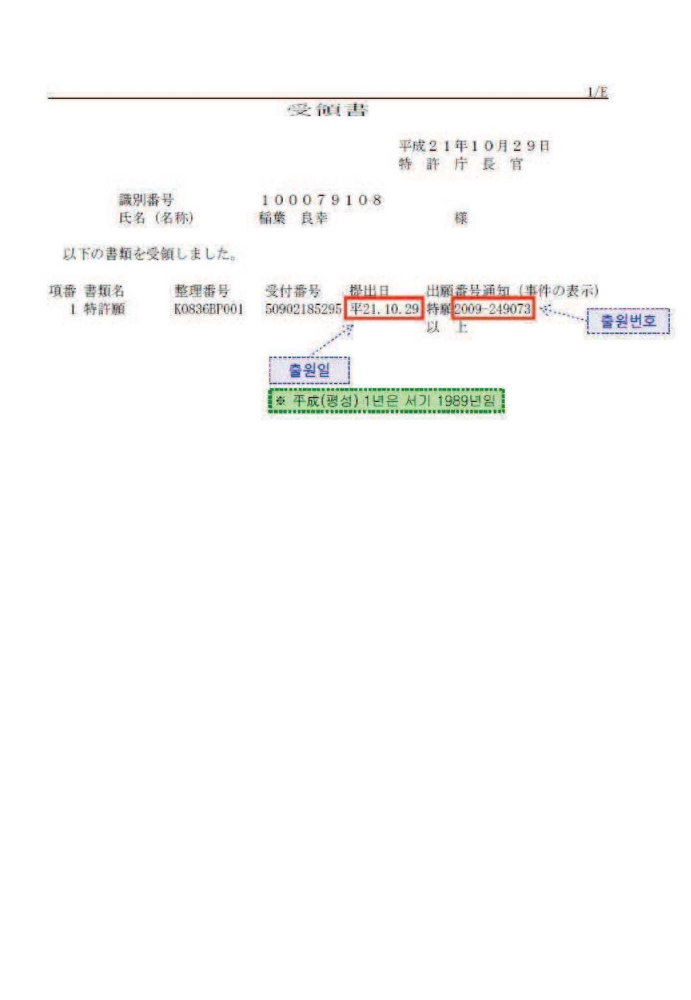 1/E
受領書
平成２１年１０月２９日
特許庁長官
識別番号 １０００７９１０８
氏名（名称） 稲葉 良幸 様
以下の書類を受領しました。
項番 書類名 整理番号 受付番号 提出日 出願番号通知（事件の表示）
1 特許願 K0836BP001 50902185295 平21.10.29 特願2009-249073
以 上
출원번호
출원일
※ 平成(평성) 1년은 서기 1989년임